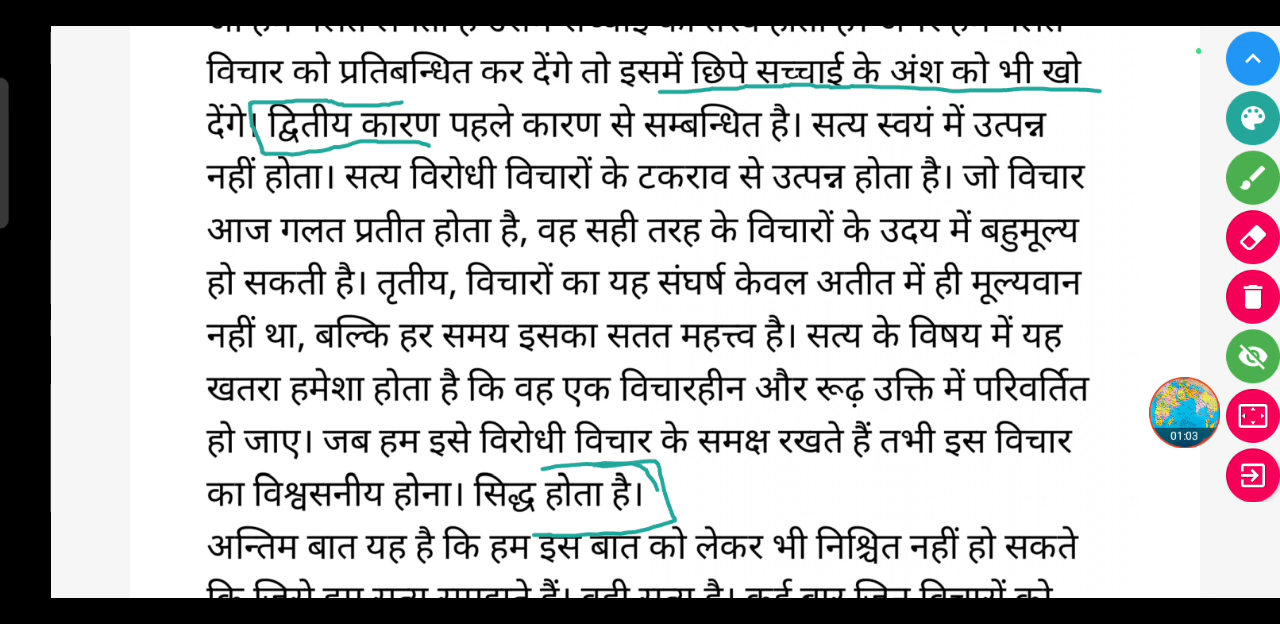 विचार को प्रतिबन्धित कर देंगे तो इसमें छिपे सच्चाई के अंश को भी खो
देंगे। द्वितीय कारण पहले कारण से सम्बन्धित है। सत्य स्वयं में उत्पन्न
नहीं होता। सत्य विरोधी विचारों के टकराव से उत्पन्न होता है। जो विचार
आज गलत प्रतीत होता है, वह सही तरह के विचारों के उदय में बहुमूल्य
हो सकती है। तृतीय, विचारों का यह संघर्ष केवल अतीत में ही मूल्यवान
नहीं था, बल्कि हर समय इसका सतत महत्त्व है। सत्य के विषय में यह
खतरा हमेशा होता है कि वह एक विचारहीन और रूढ़ उक्ति में परिवर्तित
हो जाए। जब हम इसे विरोधी विचार के समक्ष रखते हैं तभी इस विचार
01:03
का विश्वसनीय होना। सिद्ध होता है।
अन्तिम बात यह है कि हम इस बात को लेकर भी निश्चित नहीं हो सकते